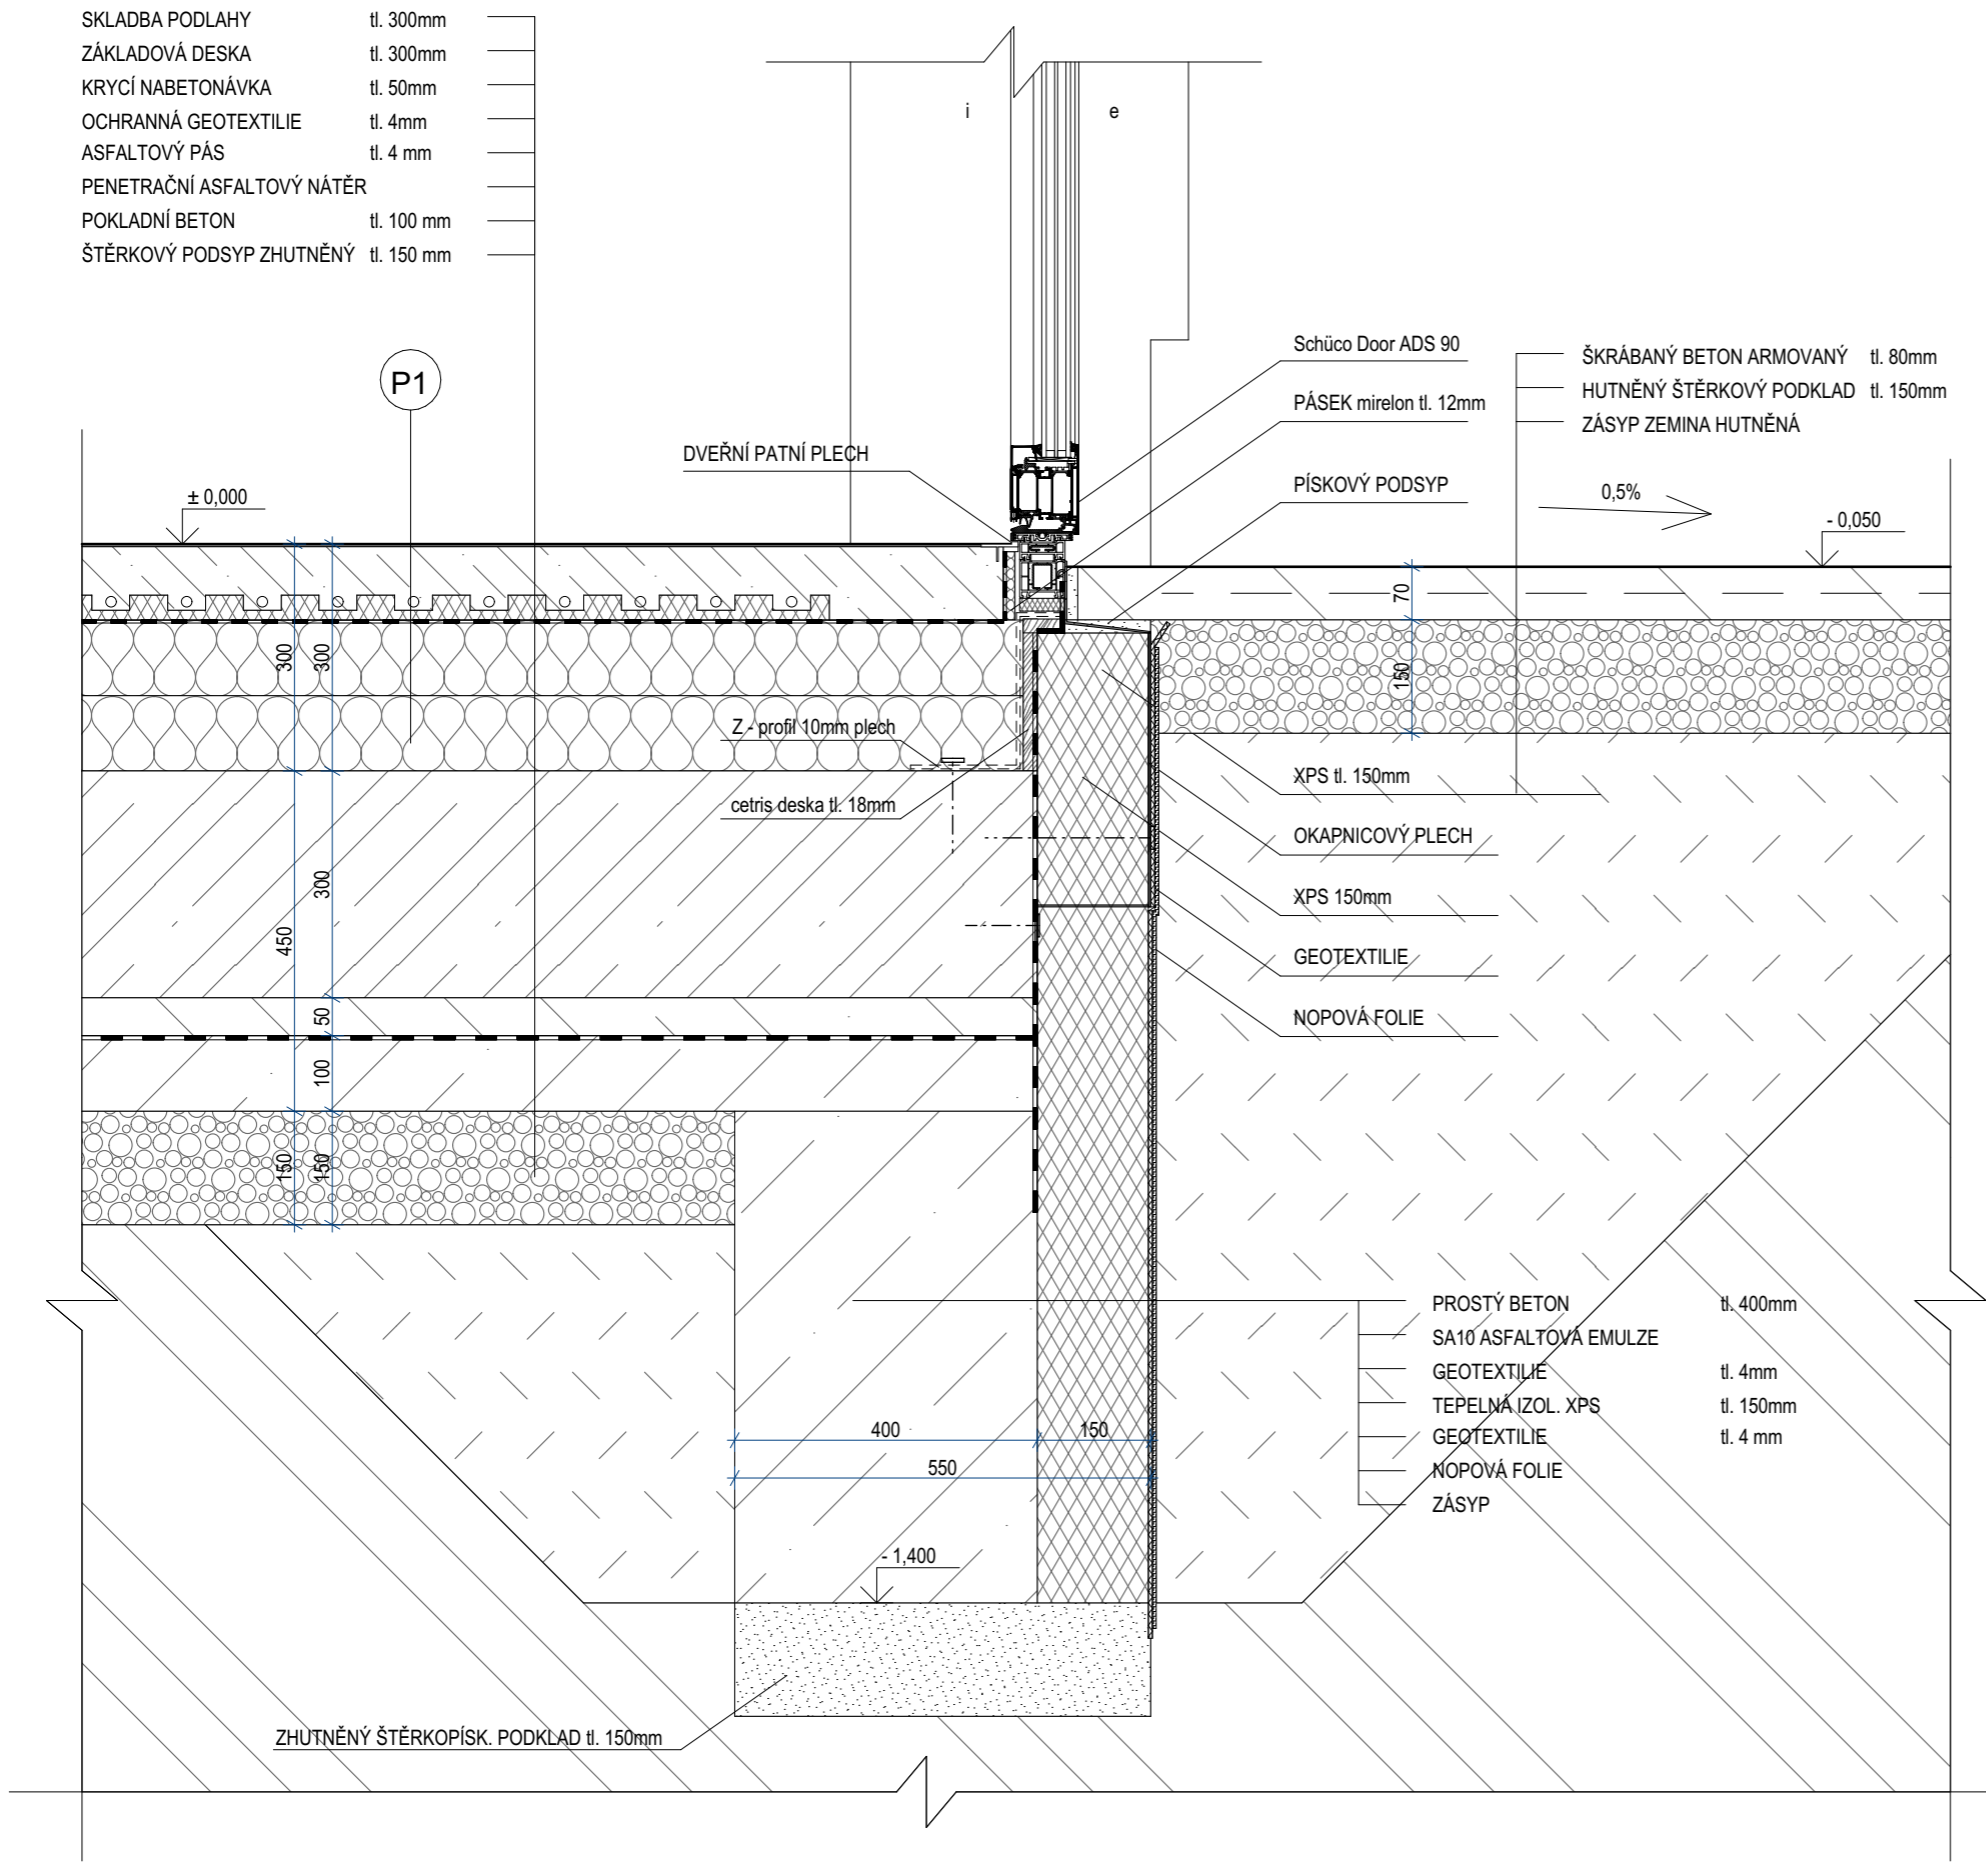 SKLADBA PODLAHY tl. 300mm
ZÁKLADOVÁ DESKA tl. 300mm
KRYCÍ NABETONÁVKA tl. 50mm
OCHRANNÁ GEOTEXTILIE tl. 4mm
ASFALTOVÝ PÁS tl. 4 mm
PENETRAČNÍ ASFALTOVÝ NÁTĚR
POKLADNÍ BETON tl. 100 mm
ŠTĚRKOVÝ PODSYP ZHUTNĚNÝ tl. 150 mm
i
e
P1
Schüco Door ADS 90
PÁSEK mirelon tl. 12mm
PÍSKOVÝ PODSYP
ŠKRÁBANÝ BETON ARMOVANÝ tl. 80mm
HUTNĚNÝ ŠTĚRKOVÝ PODKLAD tl. 150mm
ZÁSYP ZEMINA HUTNĚNÁ
DVEŘNÍ PATNÍ PLECH
± 0,000
0,5%
- 0,050
70
150
300
300
Z - profil 10mm plech
cetris deska tl. 18mm
XPS tl. 150mm
OKAPNICOVÝ PLECH
XPS 150mm
GEOTEXTILIE
NOPOVÁ FOLIE
300
450
50
100
150
150
PROSTÝ BETON tl. 400mm
SA10 ASFALTOVÁ EMULZE
GEOTEXTILIE tl. 4mm
TEPELNÁ IZOL. XPS tl. 150mm
GEOTEXTILIE tl. 4 mm
NOPOVÁ FOLIE
ZÁSYP
400
150
550
- 1,400
ZHUTNĚNÝ ŠTĚRKOPÍSK. PODKLAD tl. 150mm